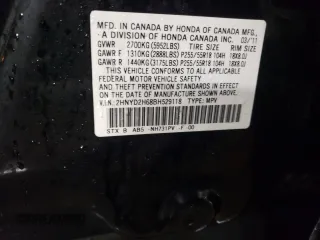 MFD. IN CANADA BY HONDA OF CANADA MFG.,
A DIVISION OF HONDA CANADA INC. 03/11
GVWR 2700KG(5952LBS) TIRE SIZE RIM SIZE
GAWR F 1310KG(2888LBS) P255/55R18 104H 18X8.0J
GAWR R 1440KG(3175LBS) P255/55R18 104H 18X8.0J
THIS VEHICLE CONFORMS TO ALL APPLICABLE
FEDERAL MOTOR VEHICLE SAFETY
AND THEFT PREVENTION STANDARDS IN EFFECT ON THE
DATE OF MANUFACTURE SHOWN ABOVE.
V.I.N.: 2HNYD2H68BH529118 TYPE: MPV
STX B AB5 -NH731PX -F -00